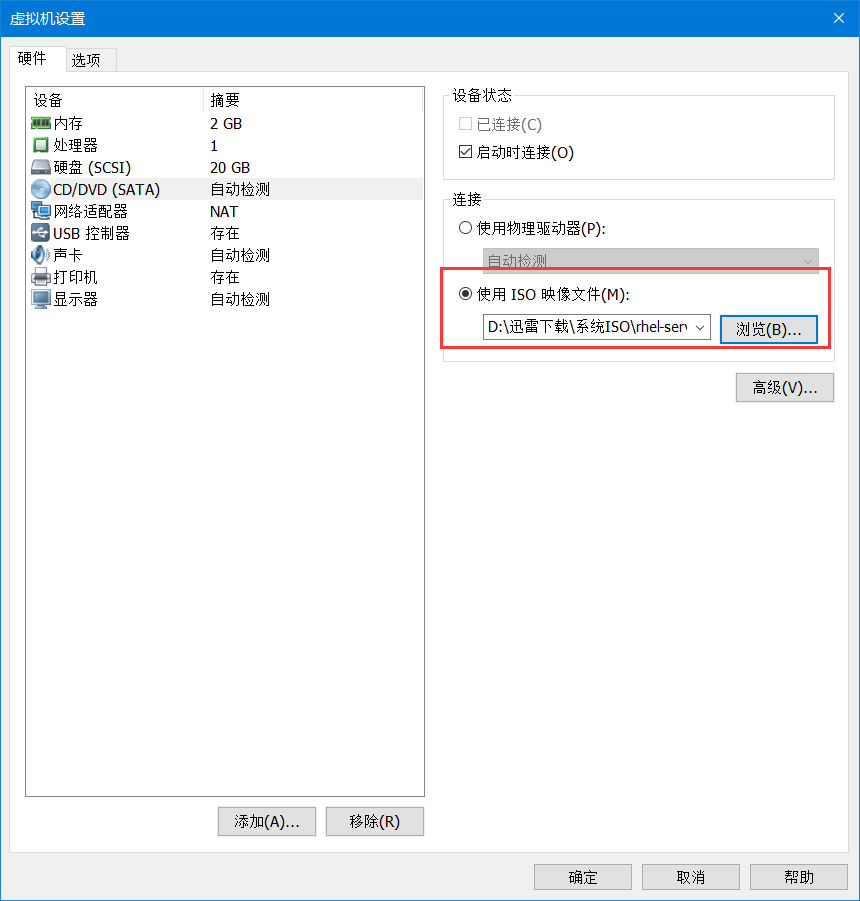 虚拟机设置
硬件 选项
设备 摘要
内存 2 GB
处理器 1
硬盘 (SCSI) 20 GB
CD/DVD (SATA) 自动检测
网络适配器 NAT
USB 控制器 存在
声卡 自动检测
打印机 存在
显示器 自动检测
添加(A)... 移除(R)
设备状态
已连接(C)
启动时连接(O)
连接
使用物理驱动器(P):
自动检测
使用 ISO 映像文件(M):
D:\迅雷下载\系统ISO\rhel-serv 浏览(B)...
高级(V)...
确定 取消 帮助